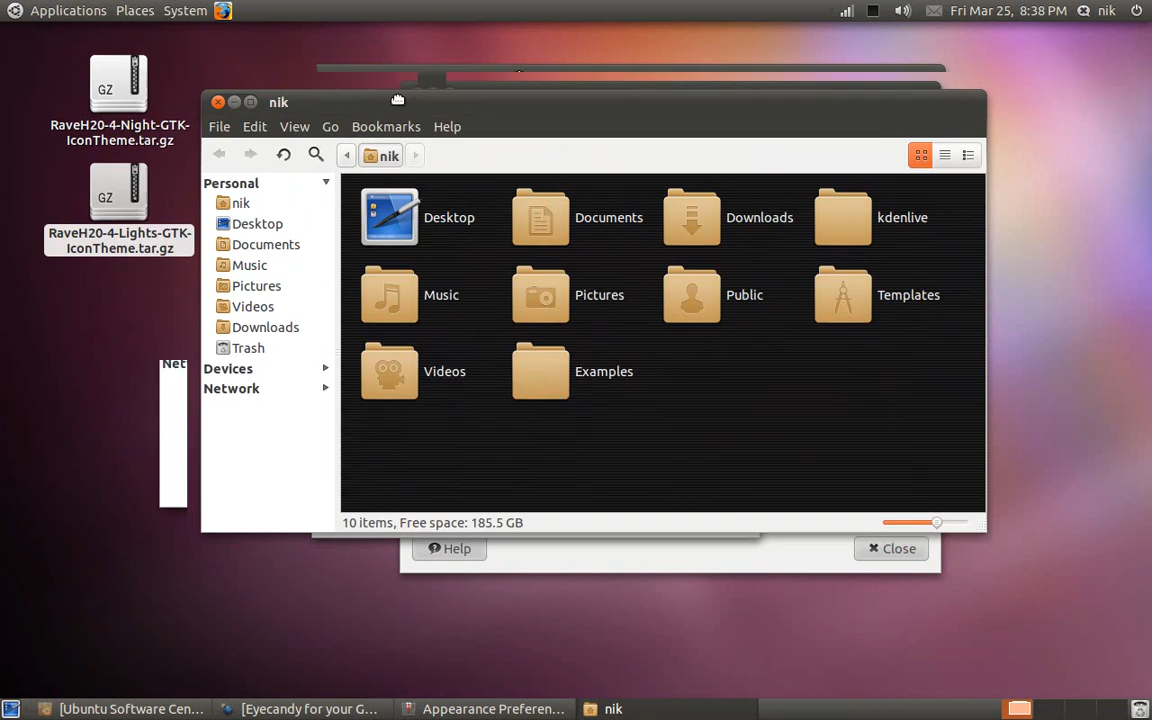 Applications Places System
Fri Mar 25, 8:38 PM nik
GZ
RaveH20-4-Night-GTK-
IconTheme.tar.gz
GZ
RaveH20-4-Lights-GTK-
IconTheme.tar.gz
Net
nik
File Edit View Go Bookmarks Help
nik
Personal
nik
Desktop
Documents
Music
Pictures
Videos
Downloads
Trash
Devices
Network
Desktop Documents Downloads kdenlive
Music Pictures Public Templates
Videos Examples
10 items, Free space: 185.5 GB
Help Close
[Ubuntu Software Cen... [Eyecandy for your G... Appearance Preferen... nik